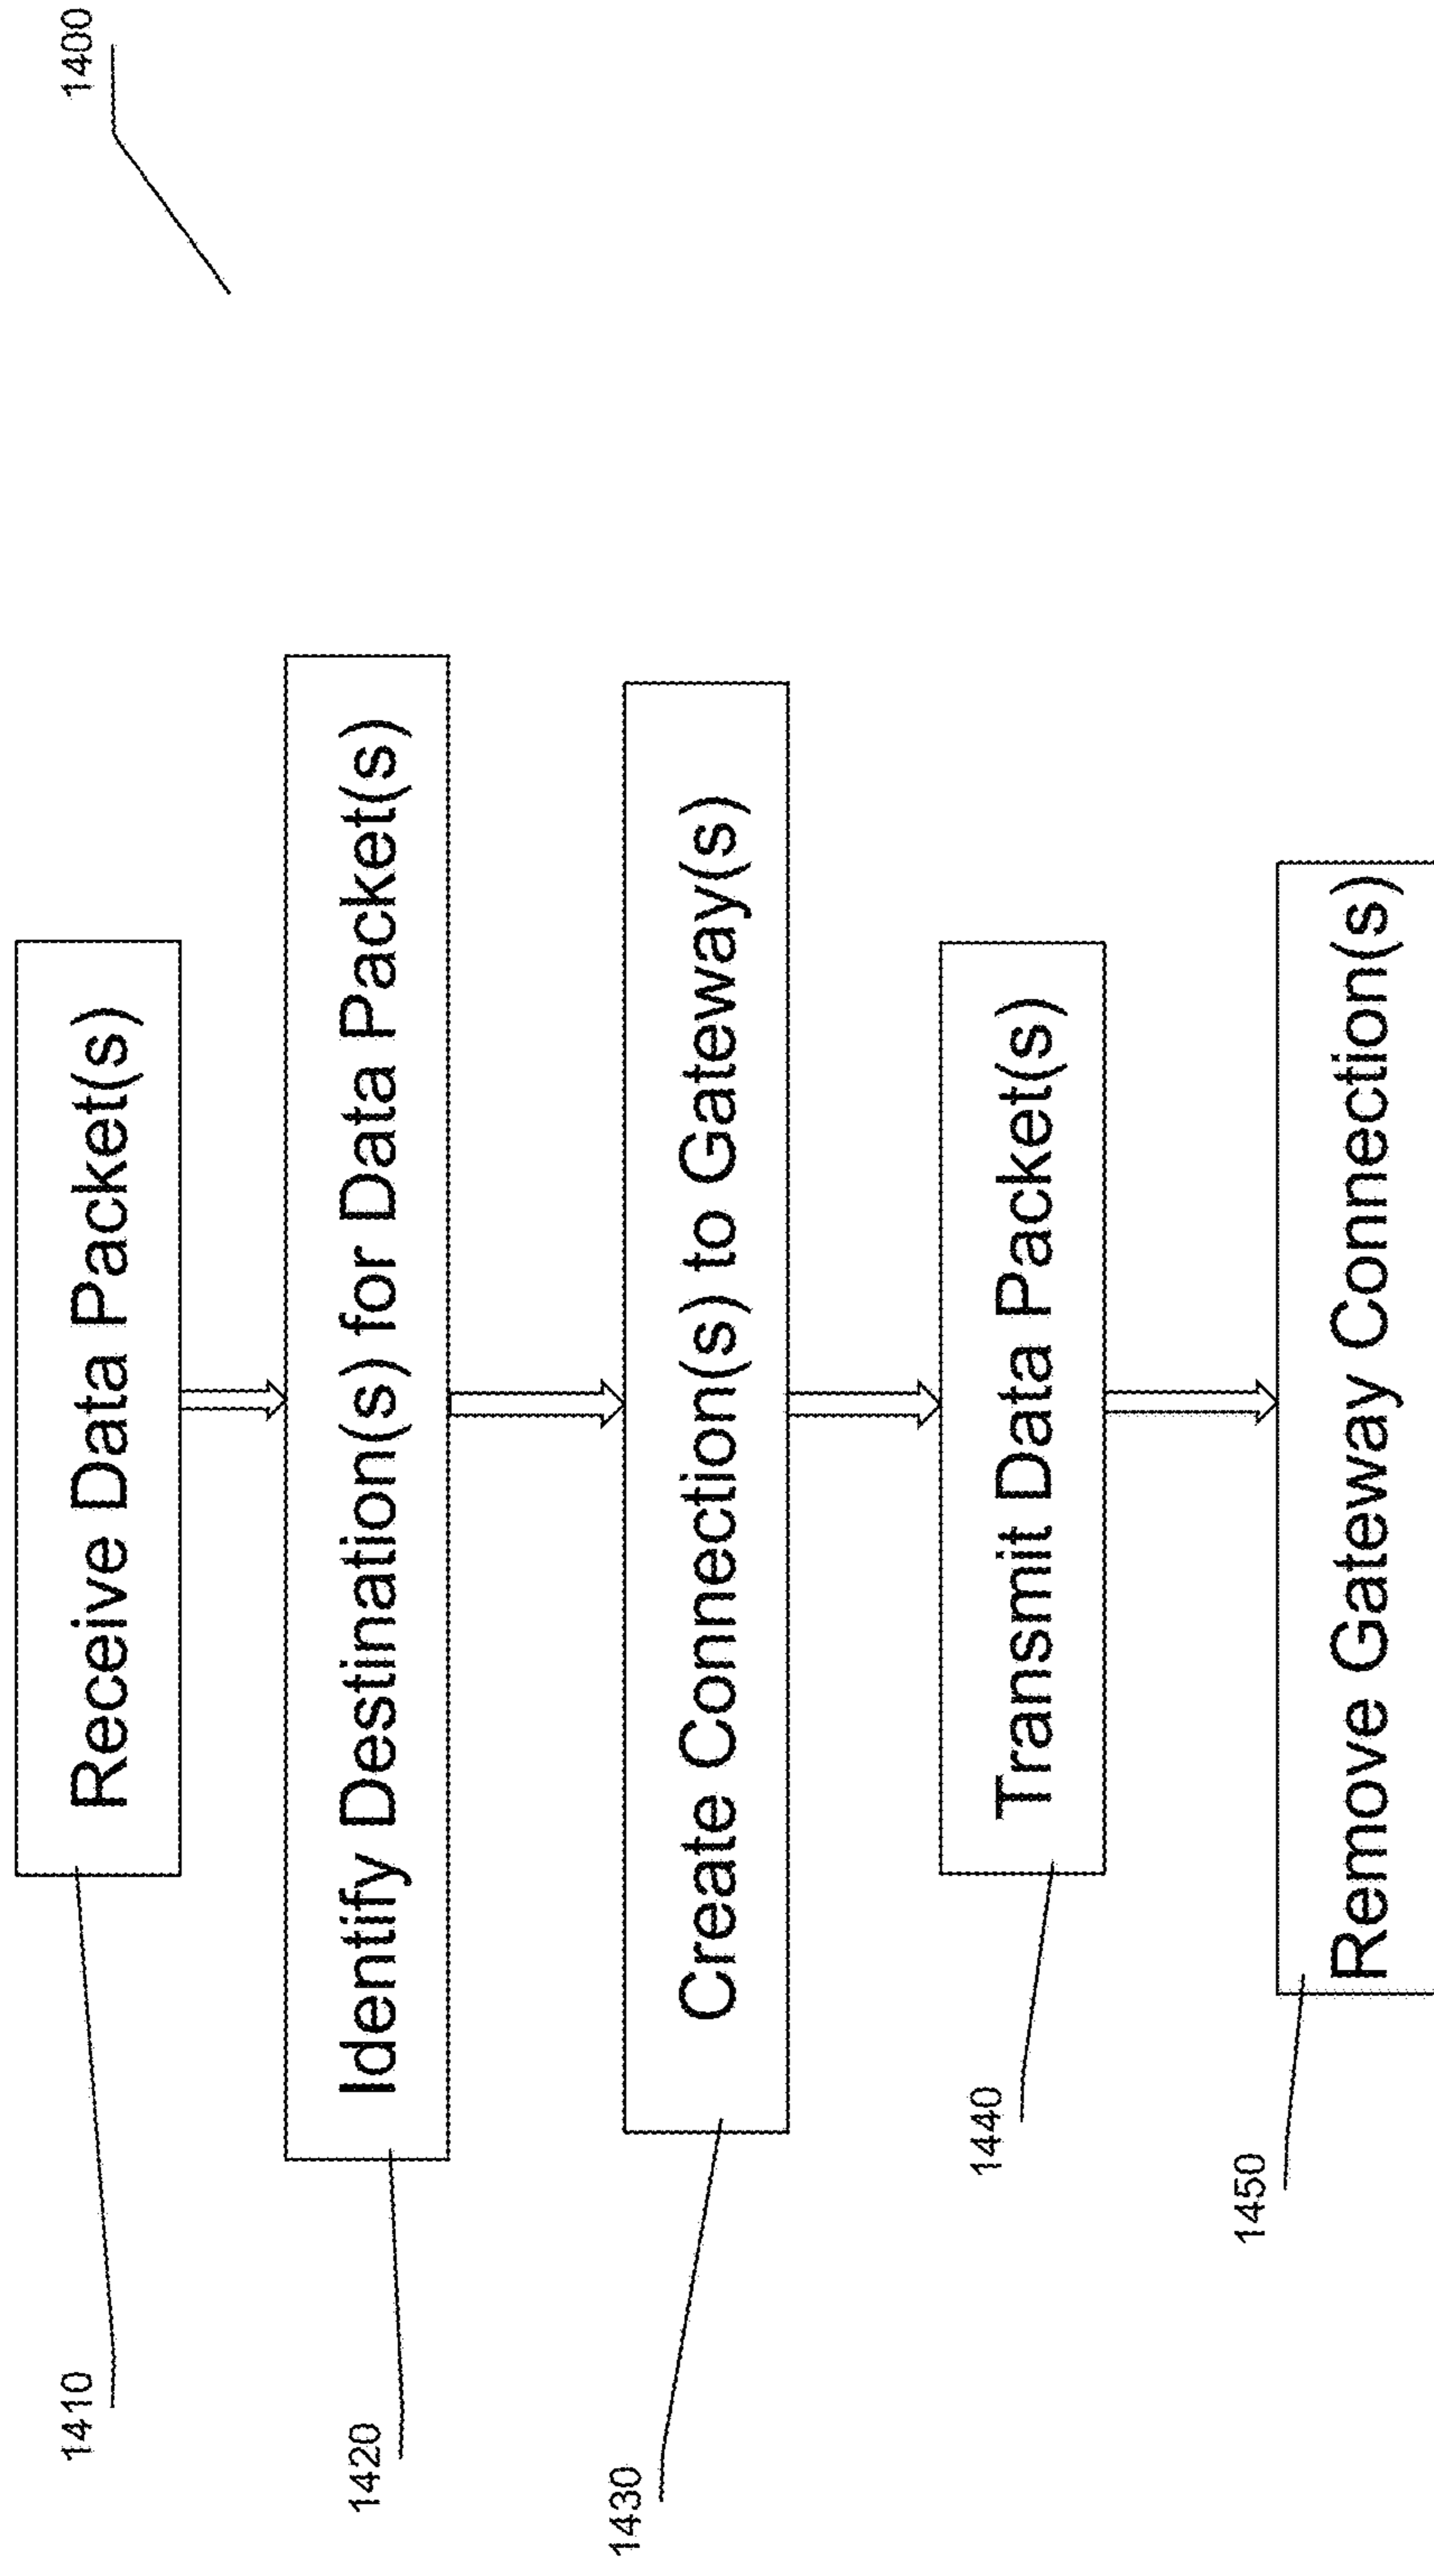 1400
1410
Receive Data Packet(s)
1420
Identify Destination(s) for Data Packet(s)
1430
Create Connection(s) to Gateway(s)
1440
Transmit Data Packet(s)
1450
Remove Gateway Connection(s)